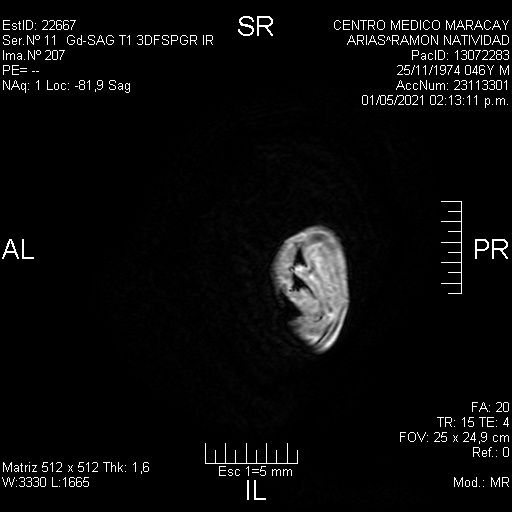 EstID: 22667
Ser.Nº 11 Gd-SAG T1 3DFSPGR IR
Ima.Nº 207
PE= --
NAq: 1 Loc: -81,9 Sag
SR
CENTRO MEDICO MARACAY
ARIAS^RAMON NATIVIDAD
PacID: 13072283
25/11/1974 046Y M
AccNum: 23113301
01/05/2021 02:13:11 p.m.
AL
PR
FA: 20
TR: 15 TE: 4
FOV: 25 x 24,9 cm
Ref.: 0
Mod.: MR
Matriz 512 x 512 Thk: 1,6
W:3330 L:1665
Esc 1=5 mm
IL